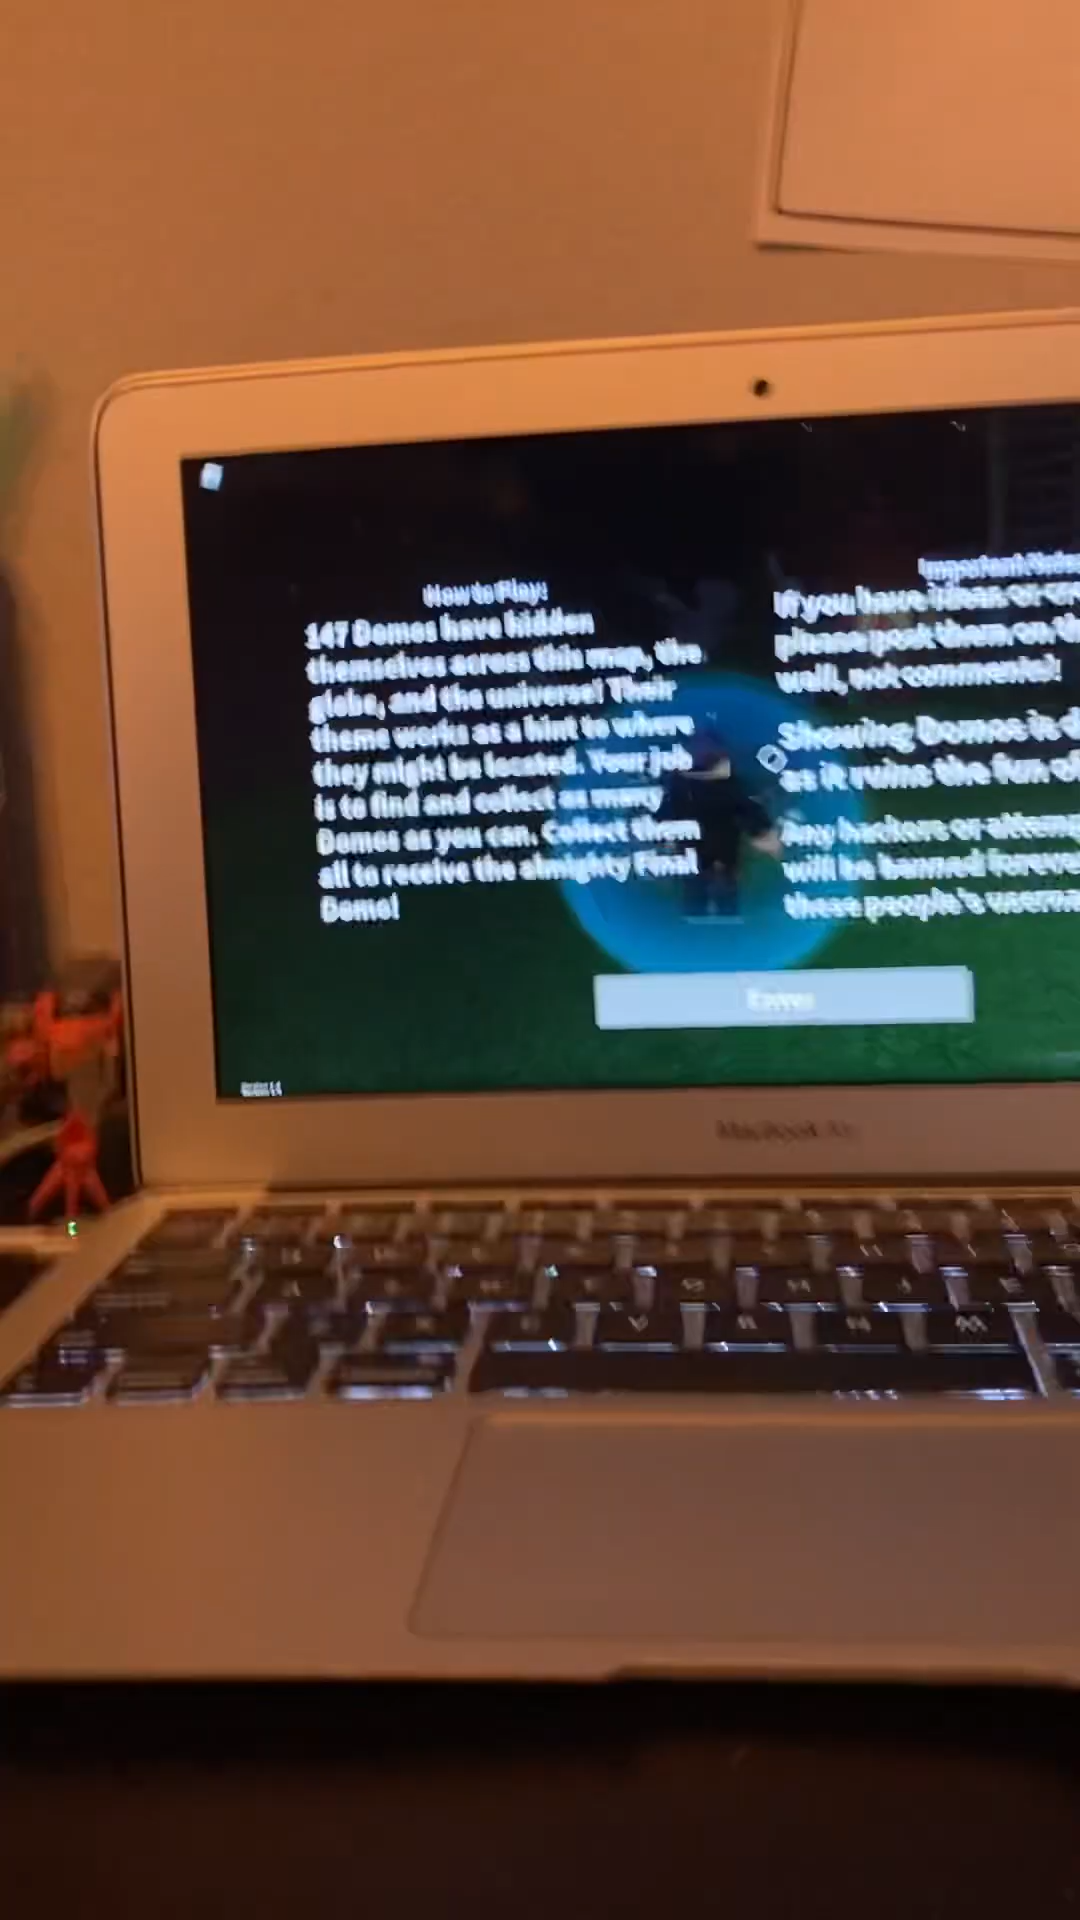 How to Play:
147 Domos have hidden
themselves across this map, the
globe, and the universe! Their
theme works as a hint to where
they might be located. Your job
is to find and collect as many
Domos as you can. Collect them
all to receive the almighty Final
Domo!
Important
If you have ideas or
please post them on
wall, not comments!
Showing Domos is
as it ruins the fun of
Any hackers or
will be banned
these people's
MacBook Air